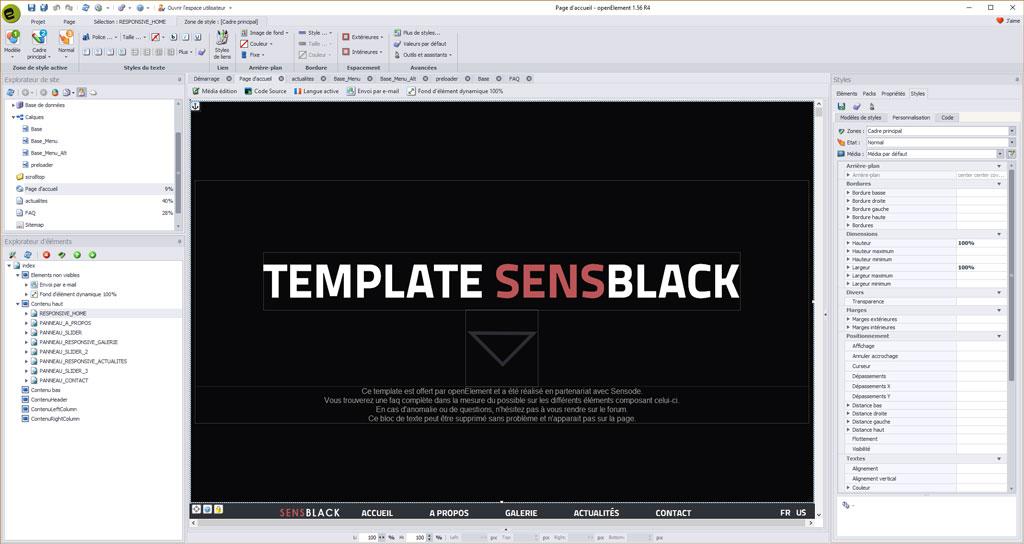 Ouvrir l'espace utilisateur
Page d'accueil - openElement 1.56 R4
Projet Page Sélection : RESPONSIVE_HOME Zone de style : [Cadre principal] J'aime
Modèle Cadre principal Normal
Zone de style active
Police ... Taille ...
Plus
Styles du texte
Styles de liens
Lien
Image de fond
Couleur
Fixe
Arrière-plan
Style ...
Taille ...
Couleur
Bordure
Extérieures
Intérieures
Espacement
Plus de styles...
Valeurs par défaut
Outils et assistants
Avancées
Explorateur de site
Base de données
Calques
Base
Base_Menu
Base_Menu_Alt
preloader
scrolltop
Page d'accueil 9%
actualites 40%
FAQ 28%
Sitemap
Explorateur d'éléments
index
Elements non visibles
Envoi par e-mail
Fond d'élément dynamique 100%
Contenu haut
RESPONSIVE_HOME
PANNEAU_A_PROPOS
PANNEAU_SLIDER
PANNEAU_RESPONSIVE_GALERIE
PANNEAU_SLIDER_2
PANNEAU_RESPONSIVE_ACTUALITES
PANNEAU_SLIDER_3
PANNEAU_CONTACT
Contenu bas
ContenuHeader
ContenuLeftColumn
ContenuRightColumn
Démarrage Page d'accueil actualites Base_Menu Base_Menu_Alt preloader Base FAQ
Média édition Code Source Langue active Envoi par e-mail Fond d'élément dynamique 100%
TEMPLATE SENSBLACK
Ce template est offert par openElement et a été réalisé en partenariat avec Sensode.
Vous trouverez une faq complète dans la mesure du possible sur les différents éléments composant celui-ci.
En cas d'anomalie ou de questions, n'hésitez pas à vous rendre sur le forum.
Ce bloc de texte peut être supprimé sans problème et n'apparait pas sur la page.
SENSBLACK ACCUEIL A PROPOS GALERIE ACTUALITÉS CONTACT FR US
L: 100 % H: 100 % Left: px Top: px Right: px Bottom: px
Styles
Eléments Packs Propriétés Styles
Modèles de styles Personnalisation Code
Zones : Cadre principal
Etat : Normal
Média : Média par défaut
Arrière-plan
Arrière-plan center center cov...
Bordures
Bordure basse
Bordure droite
Bordure gauche
Bordure haute
Bordures
Dimensions
Hauteur 100%
Hauteur maximum
Hauteur minimum
Largeur 100%
Largeur maximum
Largeur minimum
Divers
Transparence
Marges
Marges extérieures
Marges intérieures
Positionnement
Affichage
Annuler accrochage
Curseur
Dépassements
Dépassements X
Dépassements Y
Distance bas
Distance droite
Distance gauche
Distance haut
Flottement
Visibilité
Textes
Alignement
Alignement vertical
Couleur